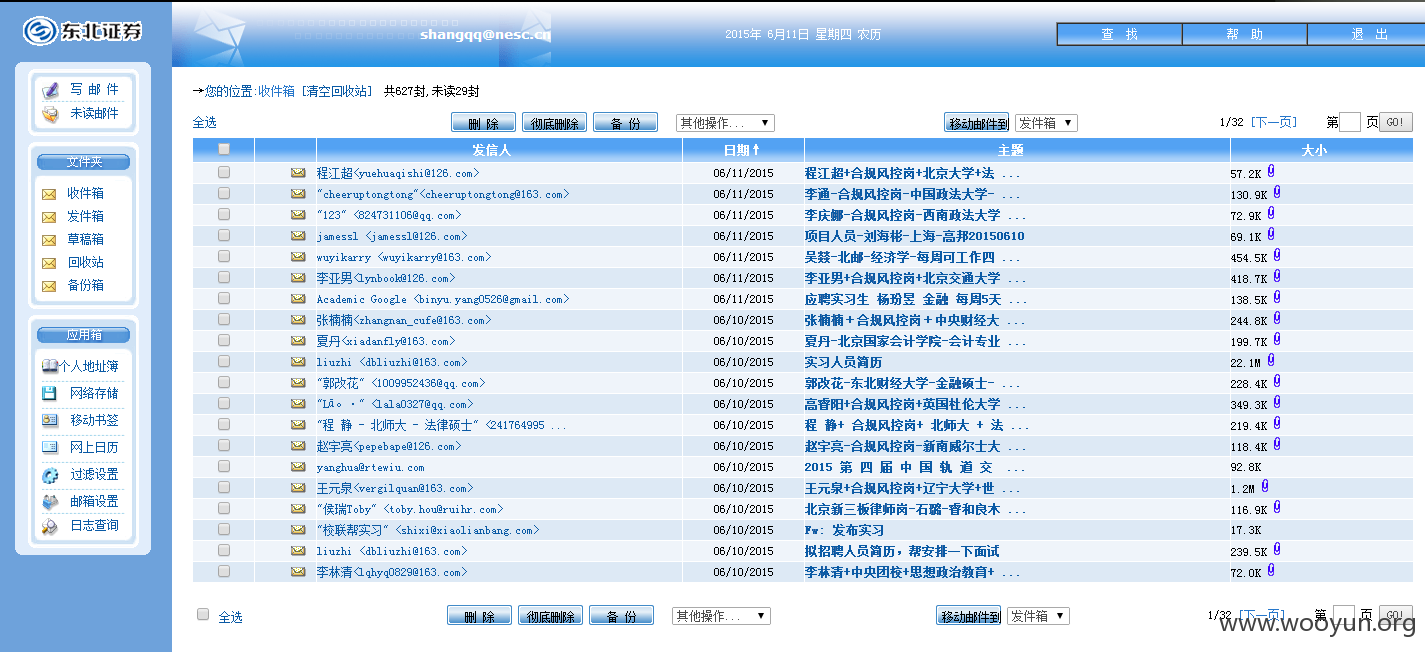 东北证券
shangqq@nesc.cn
2015年 6月11日 星期四 农历
查 找 帮 助 退 出
写 邮 件
未读邮件
文件夹
收件箱
发件箱
草稿箱
回收站
备份箱
应用箱
个人地址簿
网络存储
移动书签
网上日历
过滤设置
邮箱设置
日志查询
→您的位置:收件箱 [清空回收站] 共627封,未读29封
全选 删 除 彻底删除 备 份 其他操作... 移动邮件到 发件箱 1/32 [下一页] 第 页 GO!
发信人 日期↑ 主题 大小
程江超<yuehuaqishi@126.com> 06/11/2015 程江超+合规风控岗+北京大学+法 ... 57.2K
"cheeruptongtong"<cheeruptongtong@163.com> 06/11/2015 李通-合规风控岗-中国政法大学- ... 130.9K
"123" <824731106@qq.com> 06/11/2015 李庆娜-合规风控岗-西南政法大学 ... 72.9K
jamessl <jamessl@126.com> 06/11/2015 项目人员-刘海彬-上海-高邦20150610 69.1K
wuyikarry <wuyikarry@163.com> 06/11/2015 吴燚-北邮-经济学-每周可工作四 ... 454.5K
李亚男<lynbook@126.com> 06/11/2015 李亚男+合规风控岗+北京交通大学 ... 418.7K
Academic Google <binyu.yang0526@gmail.com> 06/11/2015 应聘实习生 杨玢昱 金融 每周5天 ... 138.5K
张楠楠<zhangnan_cufe@163.com> 06/10/2015 张楠楠＋合规风控岗＋中央财经大 ... 244.8K
夏丹<xiadanfly@163.com> 06/10/2015 夏丹-北京国家会计学院-会计专业 ... 199.7K
liuzhi <dbliuzhi@163.com> 06/10/2015 实习人员简历 22.1M
"郭改花" <1009952436@qq.com> 06/10/2015 郭改花-东北财经大学-金融硕士- ... 228.4K
"Lāo ·" <lala0327@qq.com> 06/10/2015 高睿阳+合规风控岗+英国杜伦大学 ... 349.3K
"程 静 - 北师大 - 法律硕士" <241764995 ... 06/10/2015 程 静+ 合规风控岗+ 北师大 + 法 ... 219.4K
赵宇亮<pepebape@126.com> 06/10/2015 赵宇亮-合规风控岗-新南威尔士大 ... 118.4K
yanghua@rtewiu.com 06/10/2015 2015 第 四 届 中 国 轨 道 交 ... 92.8K
王元泉<vergilquan@163.com> 06/10/2015 王元泉+合规风控岗+辽宁大学+世 ... 1.2M
"侯瑞Toby" <toby.hou@ruihr.com> 06/10/2015 北京新三板律师岗-石璐-睿和良木 ... 116.9K
"校联帮实习" <shixi@xiaolianbang.com> 06/10/2015 Fw: 发布实习 17.3K
liuzhi <dbliuzhi@163.com> 06/10/2015 拟招聘人员简历，帮安排一下面试 239.5K
李林清<lqhyq0829@163.com> 06/10/2015 李林清+中央团校+思想政治教育+ ... 72.0K
全选 删 除 彻底删除 备 份 其他操作... 移动邮件到 发件箱 1/32 [下一页] 第 页 GO!
www.wooyun.org